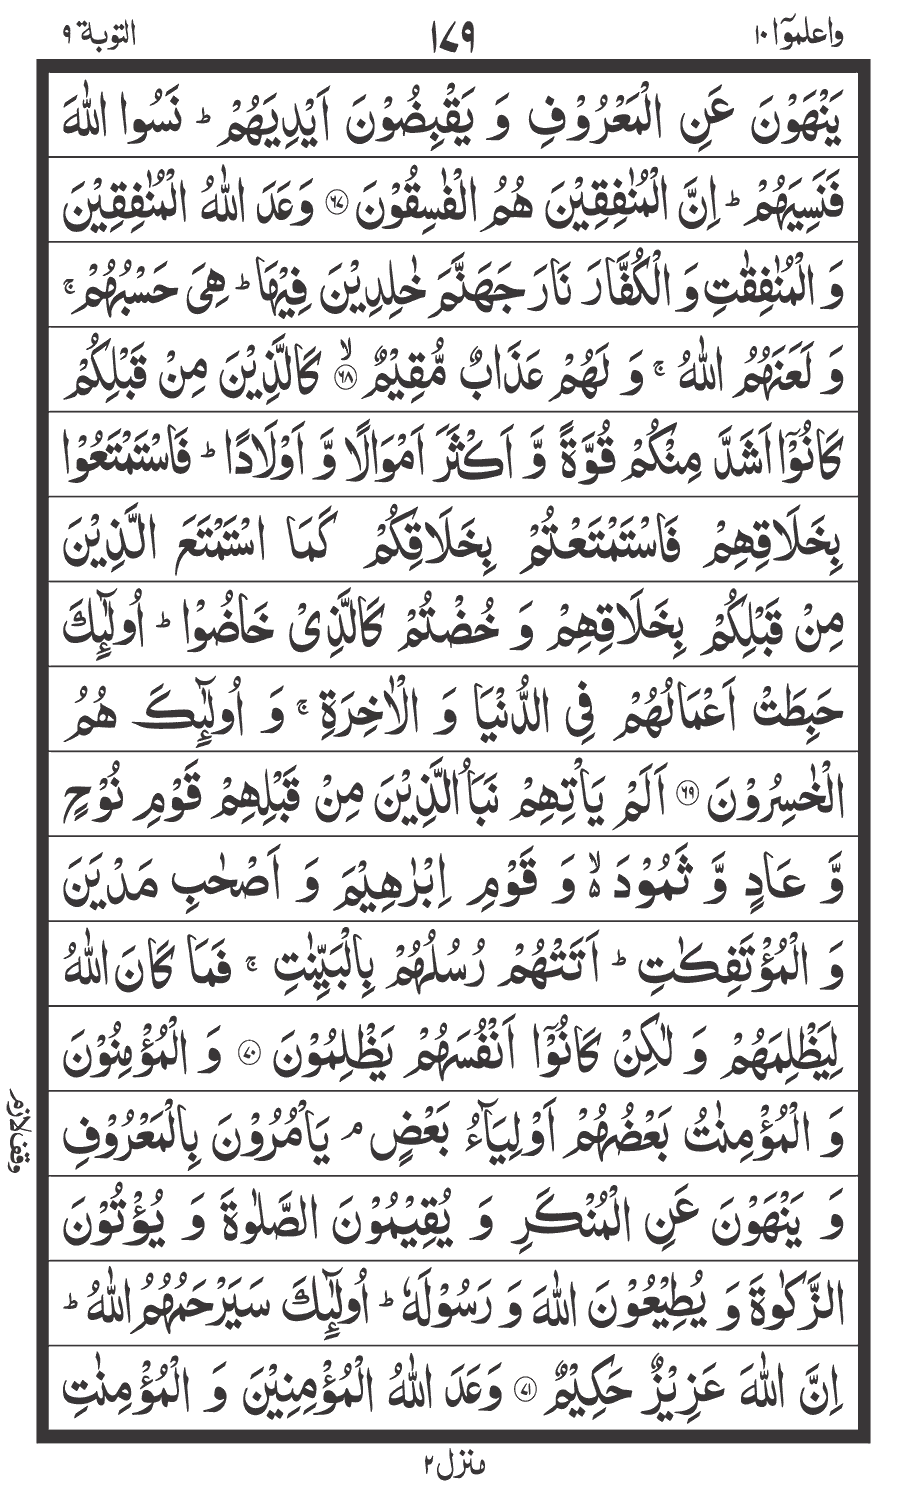 واعلموٓا ١٠ ١٧٩ التوبة ٩
يَنْهَوْنَ عَنِ الْمَعْرُوْفِ وَ يَقْبِضُوْنَ اَيْدِيَهُمْ ؕ نَسُوا اللّٰهَ
فَنَسِيَهُمْ ؕ اِنَّ الْمُنٰفِقِيْنَ هُمُ الْفٰسِقُوْنَ ﴿۶۷﴾ وَعَدَ اللّٰهُ الْمُنٰفِقِيْنَ
وَ الْمُنٰفِقٰتِ وَ الْكُفَّارَ نَارَ جَهَنَّمَ خٰلِدِيْنَ فِيْهَا ؕ هِيَ حَسْبُهُمْ ۚ
وَ لَعَنَهُمُ اللّٰهُ ۚ وَ لَهُمْ عَذَابٌ مُّقِيْمٌ ﴿ۙ۶۸﴾ كَالَّذِيْنَ مِنْ قَبْلِكُمْ
كَانُوْٓا اَشَدَّ مِنْكُمْ قُوَّةً وَّ اَكْثَرَ اَمْوَالًا وَّ اَوْلَادًا ؕ فَاسْتَمْتَعُوْا
بِخَلَاقِهِمْ فَاسْتَمْتَعْتُمْ بِخَلَاقِكُمْ كَمَا اسْتَمْتَعَ الَّذِيْنَ
مِنْ قَبْلِكُمْ بِخَلَاقِهِمْ وَ خُضْتُمْ كَالَّذِيْ خَاضُوْا ؕ اُولٰٓئِكَ
حَبِطَتْ اَعْمَالُهُمْ فِي الدُّنْيَا وَ الْاٰخِرَةِ ۚ وَ اُولٰٓئِكَ هُمُ
الْخٰسِرُوْنَ ﴿۶۹﴾ اَلَمْ يَاْتِهِمْ نَبَاُ الَّذِيْنَ مِنْ قَبْلِهِمْ قَوْمِ نُوْحٍ
وَّ عَادٍ وَّ ثَمُوْدَ ۙ۬ وَ قَوْمِ اِبْرٰهِيْمَ وَ اَصْحٰبِ مَدْيَنَ
وَ الْمُؤْتَفِكٰتِ ؕ اَتَتْهُمْ رُسُلُهُمْ بِالْبَيِّنٰتِ ۚ فَمَا كَانَ اللّٰهُ
لِيَظْلِمَهُمْ وَ لٰكِنْ كَانُوْٓا اَنْفُسَهُمْ يَظْلِمُوْنَ ﴿۷۰﴾ وَ الْمُؤْمِنُوْنَ
وَ الْمُؤْمِنٰتُ بَعْضُهُمْ اَوْلِيَآءُ بَعْضٍ ۘ يَاْمُرُوْنَ بِالْمَعْرُوْفِ
وقف لازم
وَ يَنْهَوْنَ عَنِ الْمُنْكَرِ وَ يُقِيْمُوْنَ الصَّلٰوةَ وَ يُؤْتُوْنَ
الزَّكٰوةَ وَ يُطِيْعُوْنَ اللّٰهَ وَ رَسُوْلَهٗ ؕ اُولٰٓئِكَ سَيَرْحَمُهُمُ اللّٰهُ ؕ
اِنَّ اللّٰهَ عَزِيْزٌ حَكِيْمٌ ﴿۷۱﴾ وَعَدَ اللّٰهُ الْمُؤْمِنِيْنَ وَ الْمُؤْمِنٰتِ
منزل ٢